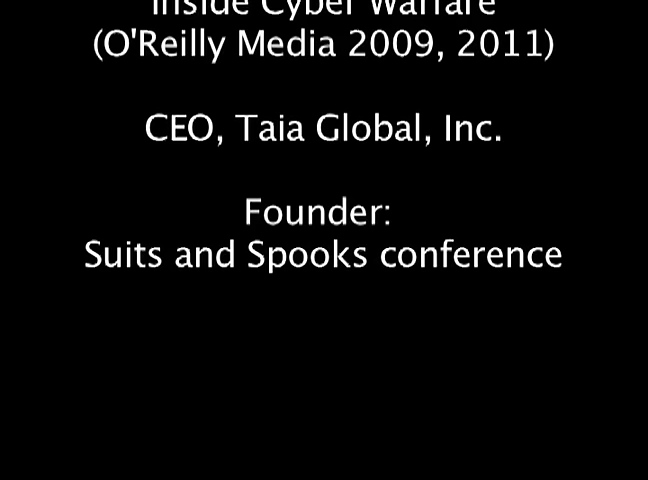 Inside Cyber Warfare
(O'Reilly Media 2009, 2011)
CEO, Taia Global, Inc.
Founder:
Suits and Spooks conference